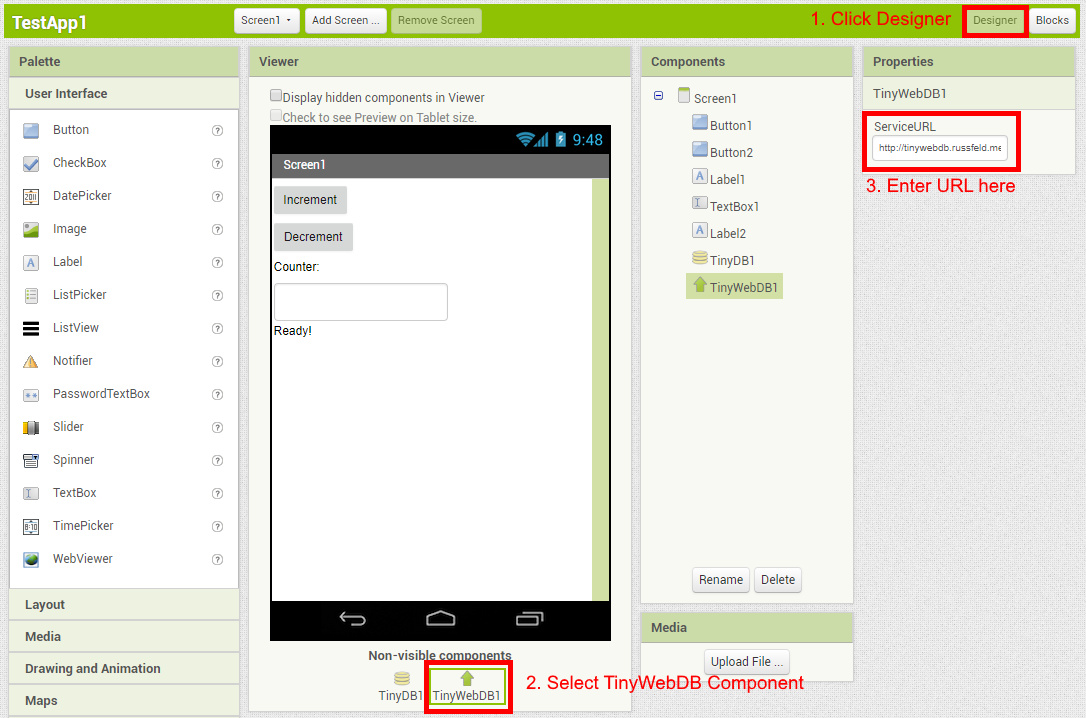 TestApp1
Screen1
Add Screen ...
Remove Screen
1. Click Designer
Designer
Blocks
Palette
User Interface
Button
CheckBox
DatePicker
Image
Label
ListPicker
ListView
Notifier
PasswordTextBox
Slider
Spinner
TextBox
TimePicker
WebViewer
Layout
Media
Drawing and Animation
Maps
Viewer
Display hidden components in Viewer
Check to see Preview on Tablet size.
9:48
Screen1
Increment
Decrement
Counter:
Ready!
Non-visible components
TinyDB1
TinyWebDB1
2. Select TinyWebDB Component
Components
Screen1
Button1
Button2
Label1
TextBox1
Label2
TinyDB1
TinyWebDB1
Rename
Delete
Media
Upload File ...
Properties
TinyWebDB1
ServiceURL
http://tinywebdb.russfeld.me
3. Enter URL here